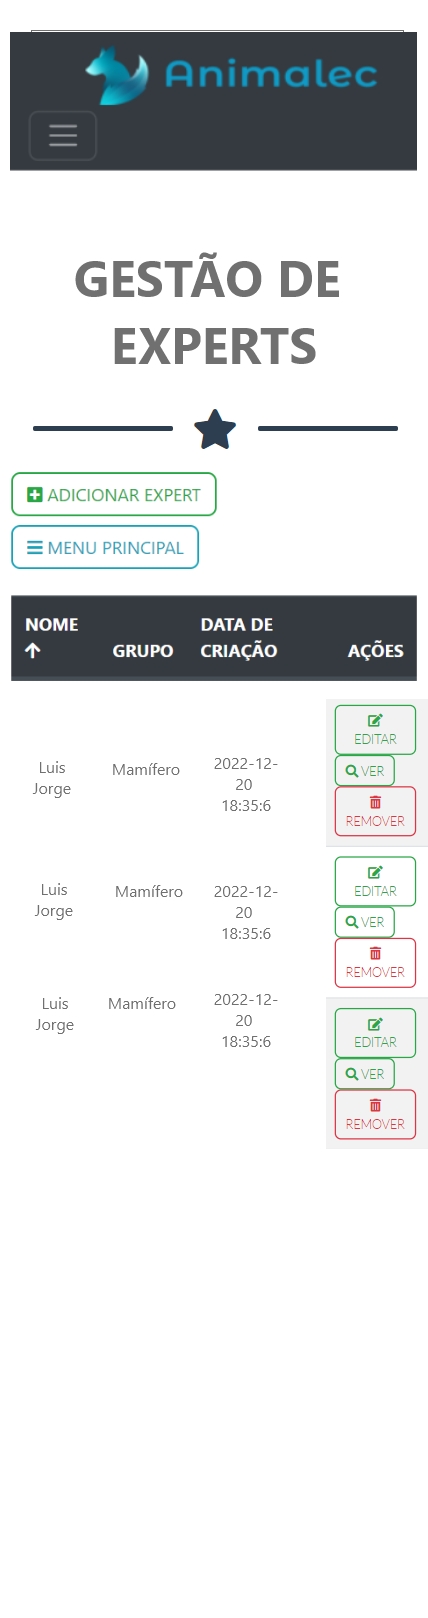 Animalec
GESTÃO DE
EXPERTS
ADICIONAR EXPERT
MENU PRINCIPAL
NOME GRUPO DATA DE CRIAÇÃO AÇÕES
Luis Jorge Mamífero 2022-12-20 18:35:6
EDITAR
VER
REMOVER
Luis Jorge Mamífero 2022-12-20 18:35:6
EDITAR
VER
REMOVER
Luis Jorge Mamífero 2022-12-20 18:35:6
EDITAR
VER
REMOVER